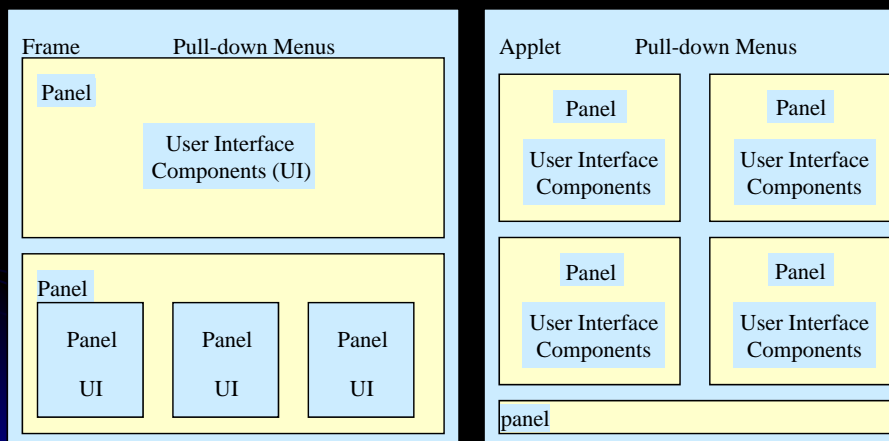 Frame Pull-down Menus
Panel
User Interface
Components (UI)
Panel
Panel Panel Panel
UI UI UI
Applet Pull-down Menus
Panel Panel
User Interface User Interface
Components Components
Panel Panel
User Interface User Interface
Components Components
panel